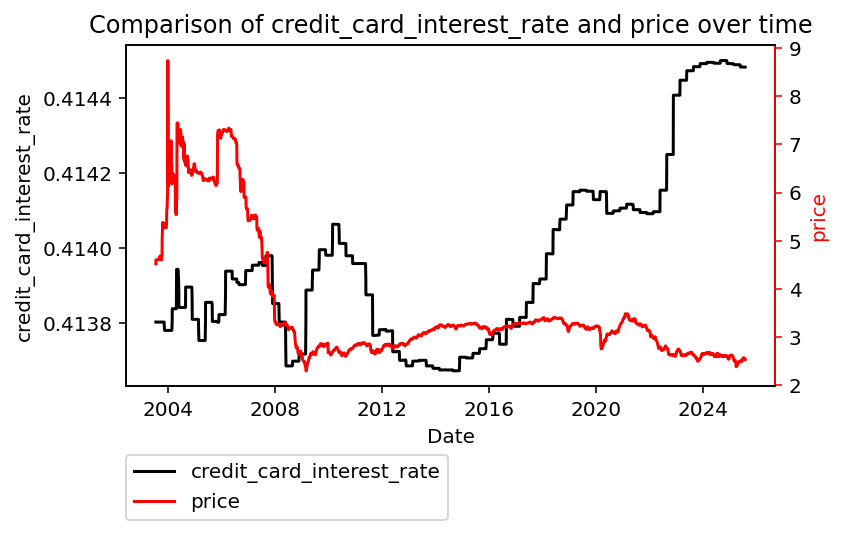 Comparison of credit_card_interest_rate and price over time
credit_card_interest_rate
0.4144
0.4142
0.4140
0.4138
9
8
7
6
5
4
3
2
price
2004 2008 2012 2016 2020 2024
Date
credit_card_interest_rate
price